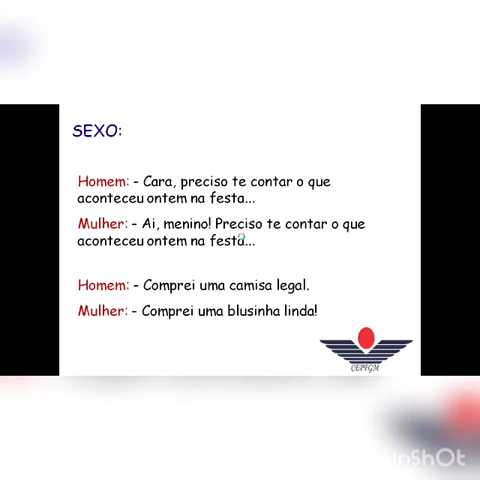 SEXO:
Homem: - Cara, preciso te contar o que
aconteceu ontem na festa...
Mulher: - Ai, menino! Preciso te contar o que
aconteceu ontem na festa...
Homem: - Comprei uma camisa legal.
Mulher: - Comprei uma blusinha linda!
CEPFGM
InShOt